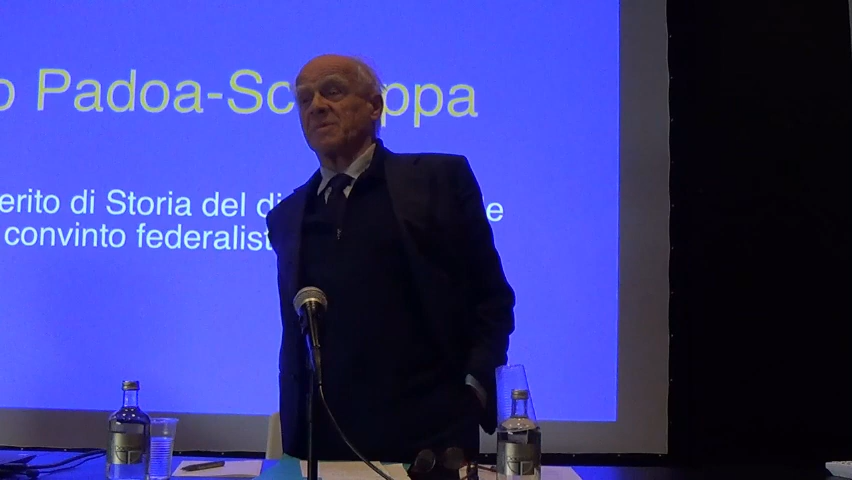 o Padoa-Sc ppa
erito di Storia del di e
convinto federalist